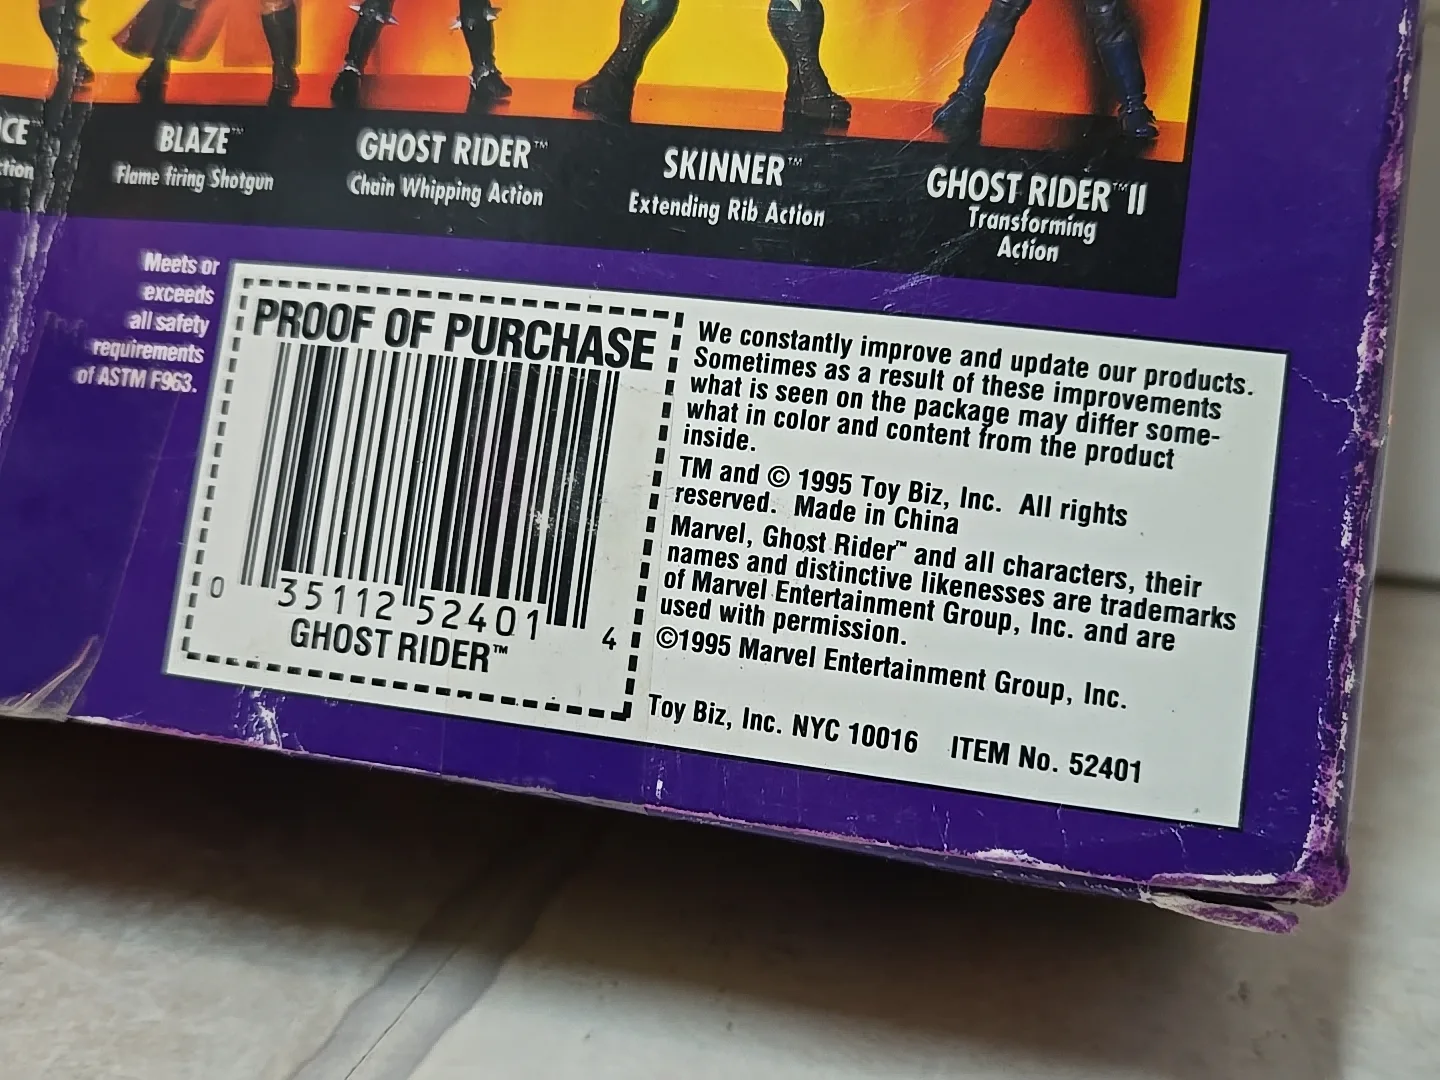 CE™
tion
BLAZE™
Flame firing Shotgun
GHOST RIDER™
Chain Whipping Action
SKINNER™
Extending Rib Action
GHOST RIDER™ II
Transforming
Action
Meets or
exceeds
all safety
requirements
of ASTM F963.
PROOF OF PURCHASE
0 35112 52401 4
GHOST RIDER™
We constantly improve and update our products.
Sometimes as a result of these improvements
what is seen on the package may differ some-
what in color and content from the product
inside.
TM and © 1995 Toy Biz, Inc. All rights
reserved. Made in China
Marvel, Ghost Rider™ and all characters, their
names and distinctive likenesses are trademarks
of Marvel Entertainment Group, Inc. and are
used with permission.
©1995 Marvel Entertainment Group, Inc.
Toy Biz, Inc. NYC 10016 ITEM No. 52401